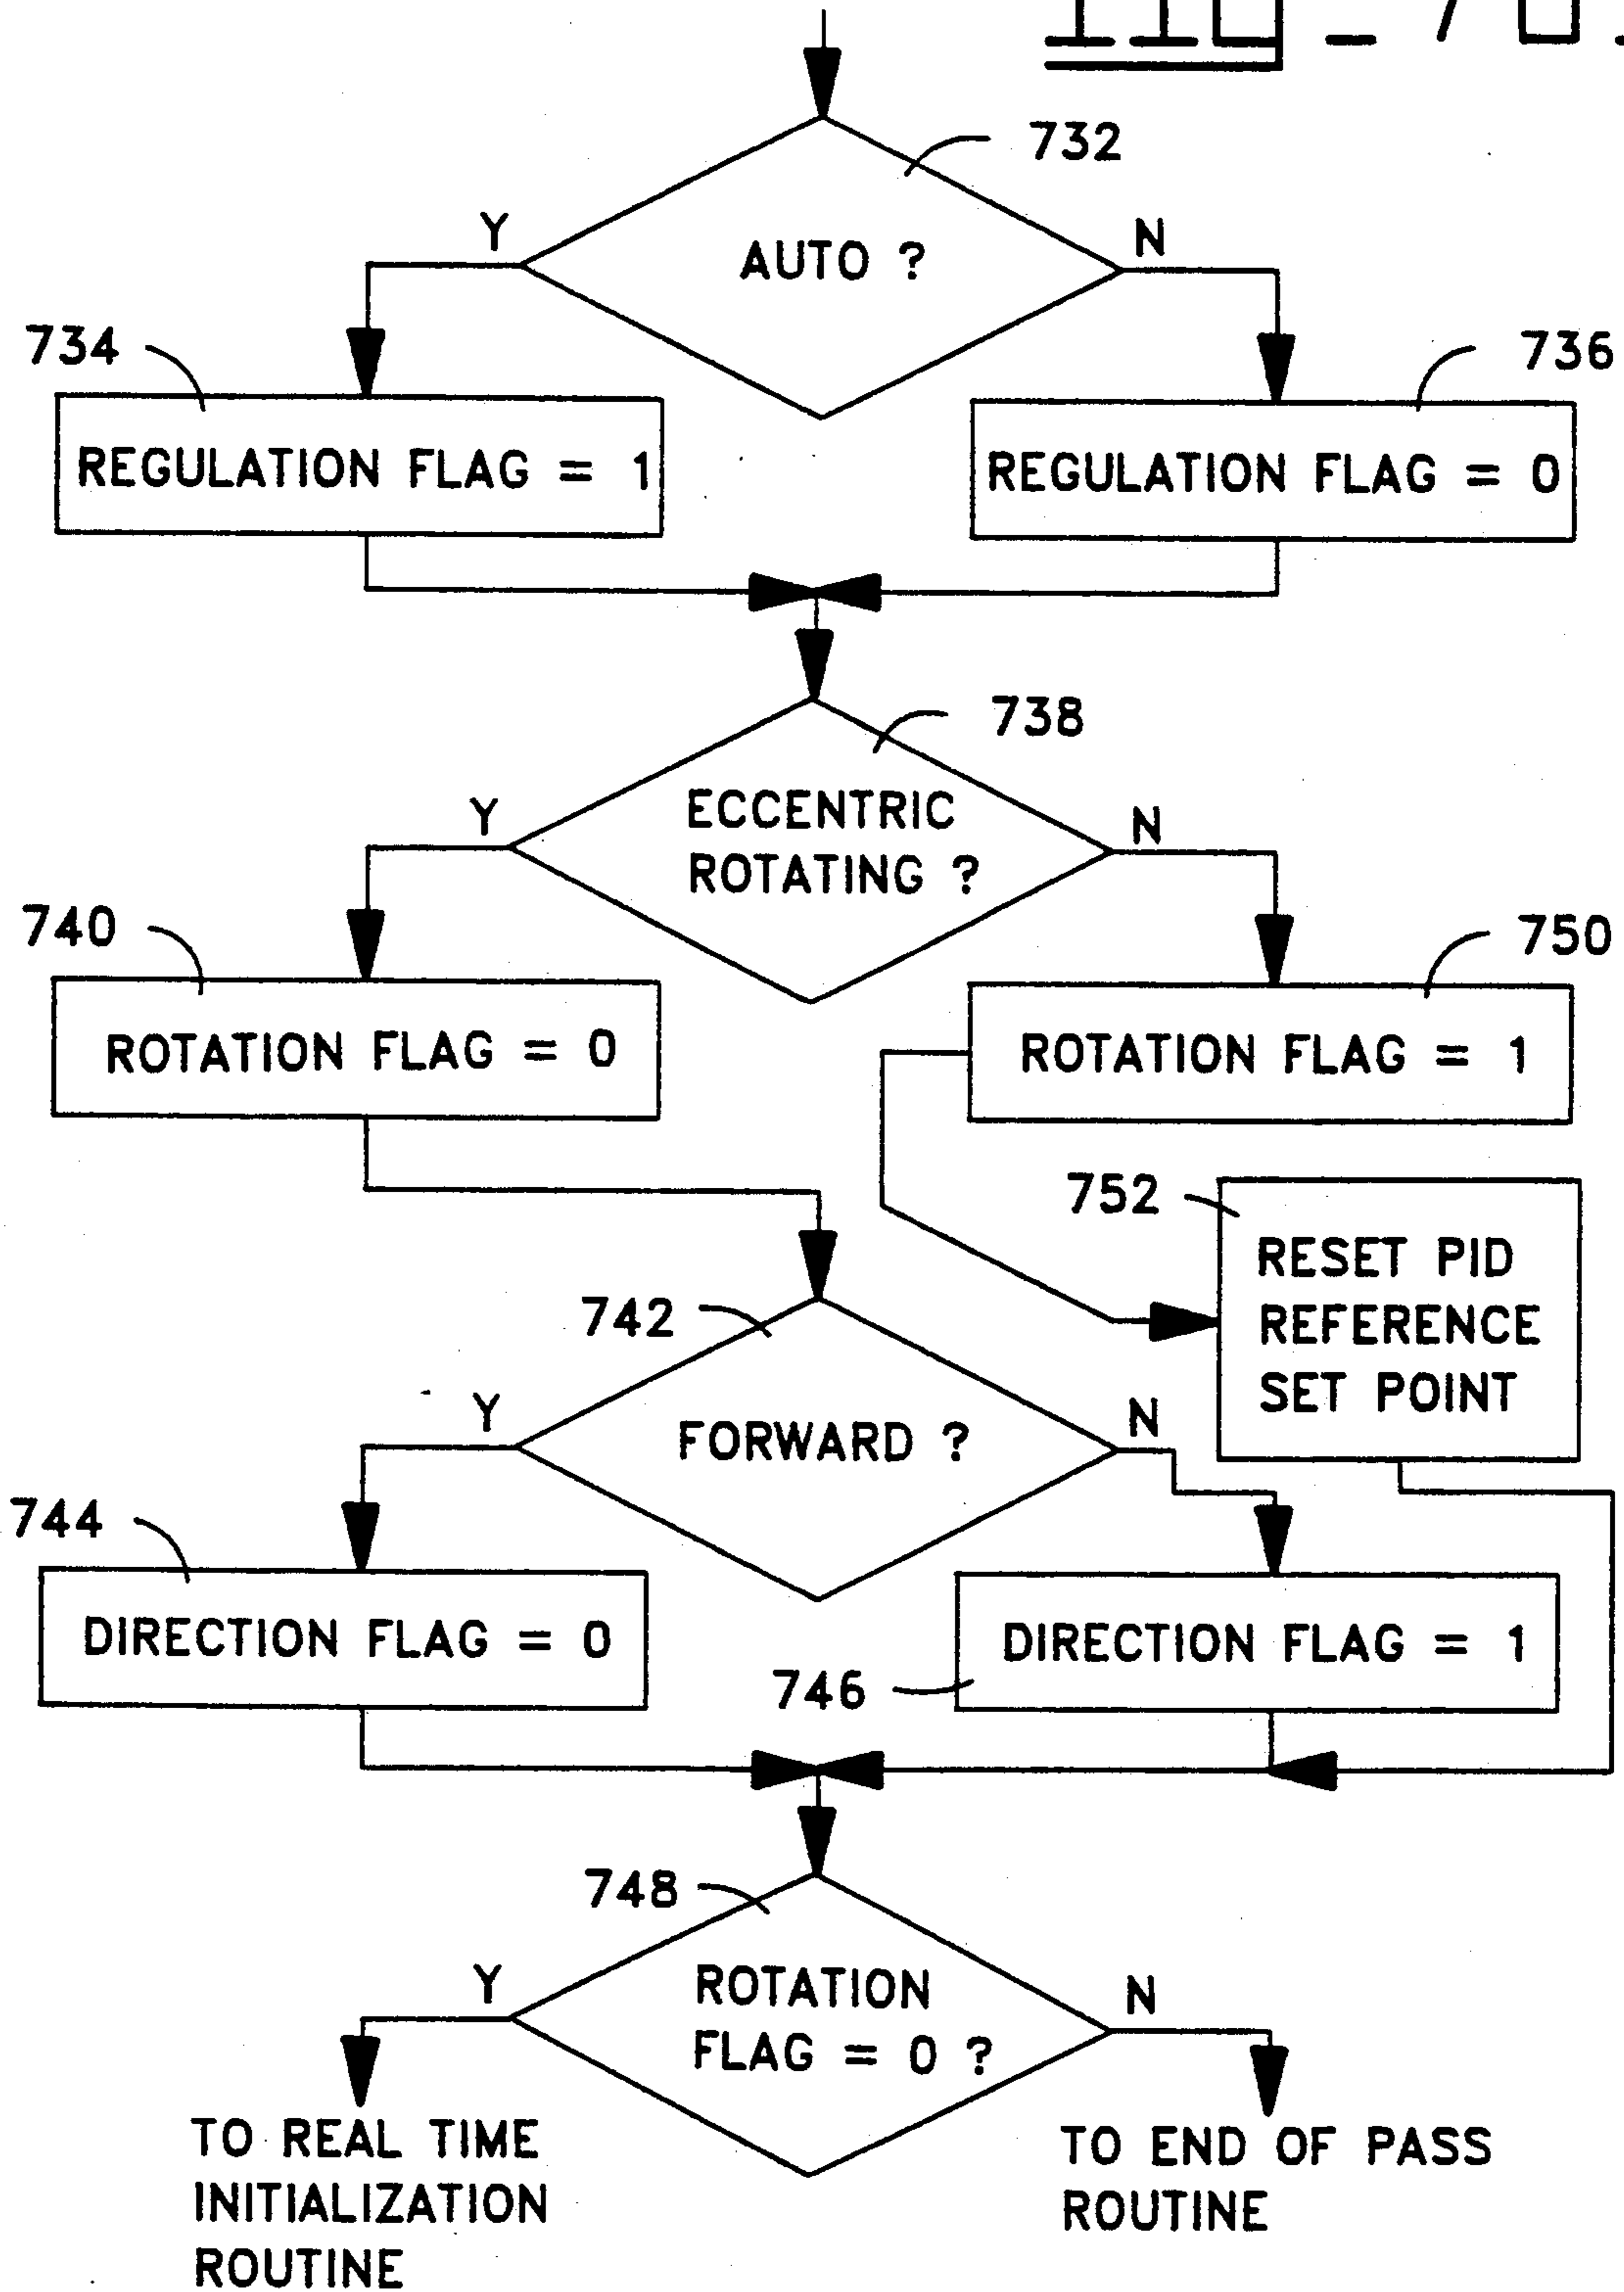 732
Y
AUTO ?
N
734
736
REGULATION FLAG = 1
REGULATION FLAG = 0
738
Y
ECCENTRIC
ROTATING ?
N
740
750
ROTATION FLAG = 0
ROTATION FLAG = 1
752
RESET PID
REFERENCE
SET POINT
742
Y
FORWARD ?
N
744
DIRECTION FLAG = 0
DIRECTION FLAG = 1
746
748
Y
ROTATION
FLAG = 0 ?
N
TO REAL TIME
INITIALIZATION
ROUTINE
TO END OF PASS
ROUTINE